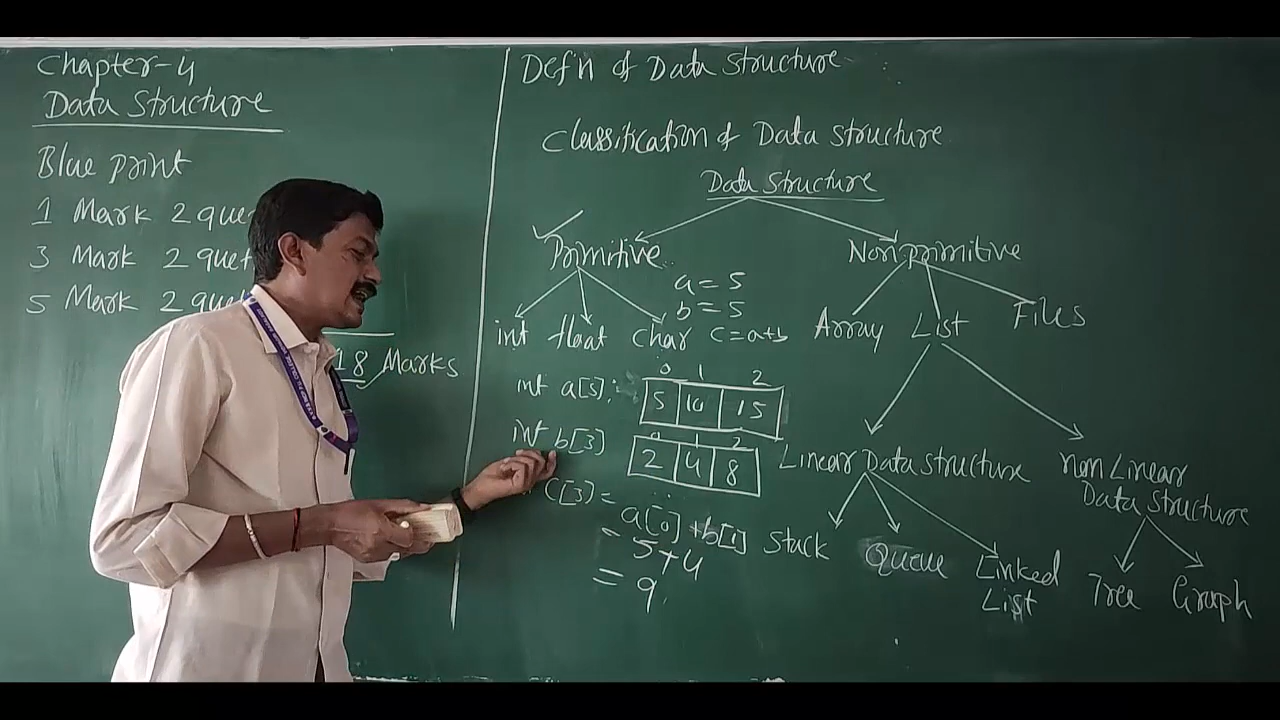 Chapter-4
Data Structure
Blue print
1 Mark 2 que
3 Mark 2 quet
5 Mark 2 quet
18 Marks
Defn of Data Structure
Classification of Data Structure
Data Structure
Primitive
Non primitive
a = 5
b = 5
int float char c=a+b
Array List Files
0 1 2
int a[5];
5 10 15
0 1 2
int b[3]
2 4 8
Linear Data Structure
non Linear
Data Structure
C[3] =
a[0] + b[1]
= 5+4
= 9
Stack Queue Linked
List
Tree Graph